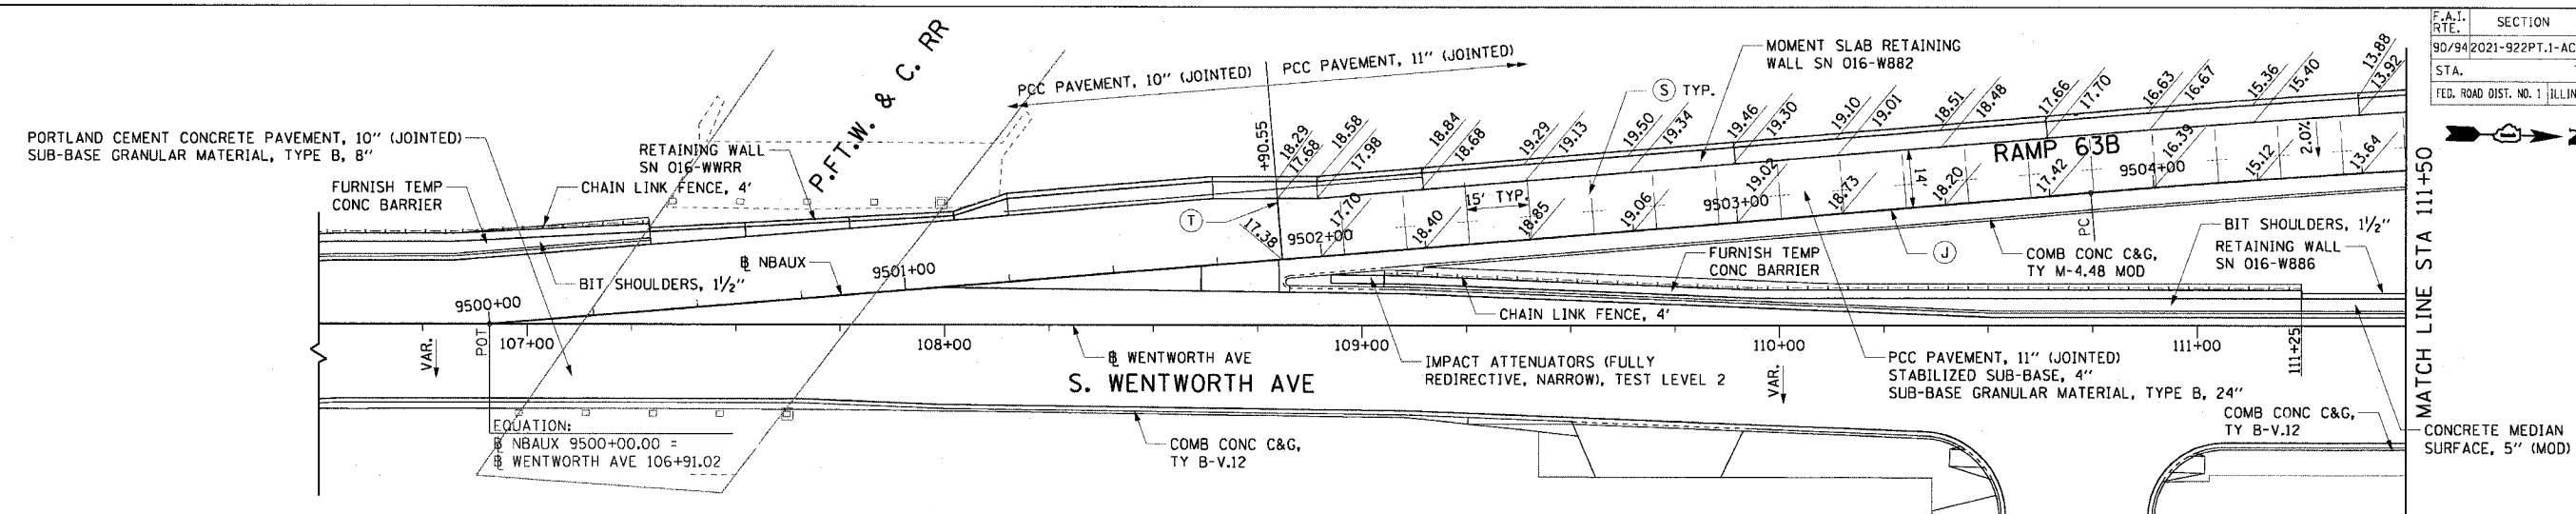 F.A.I. RTE.
SECTION
90/94
2021-922PT.1-AC
STA.
FED. ROAD DIST. NO. 1
ILLIN
PORTLAND CEMENT CONCRETE PAVEMENT, 10" (JOINTED)
SUB-BASE GRANULAR MATERIAL, TYPE B, 8"
FURNISH TEMP
CONC BARRIER
RETAINING WALL
SN 016-WWRR
CHAIN LINK FENCE, 4'
P.FT.W. & C. RR
PCC PAVEMENT, 10" (JOINTED)
PCC PAVEMENT, 11" (JOINTED)
MOMENT SLAB RETAINING
WALL SN 016-W882
S TYP.
+90.55
18.29
17.68
18.58
17.98
18.84
18.68
19.29
19.13
19.50
19.34
19.46
19.30
19.10
19.01
18.51
18.48
17.66
17.70
16.63
16.67
15.36
15.40
13.88
13.92
RAMP 63B
2.0%
T
17.38
17.70
18.40
15' TYP.
18.85
19.06
19.02
18.73
14'
18.20
17.42
16.39
15.12
13.64
9500+00
9501+00
9502+00
9503+00
9504+00
PC
J
BIT SHOULDERS, 1½"
℄ NBAUX
FURNISH TEMP
CONC BARRIER
COMB CONC C&G,
TY M-4.48 MOD
BIT SHOULDERS, 1½"
RETAINING WALL
SN 016-W886
CHAIN LINK FENCE, 4'
POT
VAR.
107+00
108+00
109+00
110+00
111+00
111+25
MATCH LINE STA 111+50
℄ WENTWORTH AVE
S. WENTWORTH AVE
IMPACT ATTENUATORS (FULLY
REDIRECTIVE, NARROW), TEST LEVEL 2
VAR.
PCC PAVEMENT, 11" (JOINTED)
STABILIZED SUB-BASE, 4"
SUB-BASE GRANULAR MATERIAL, TYPE B, 24"
EQUATION:
℄ NBAUX 9500+00.00 =
℄ WENTWORTH AVE 106+91.02
COMB CONC C&G,
TY B-V.12
COMB CONC C&G,
TY B-V.12
CONCRETE MEDIAN
SURFACE, 5" (MOD)